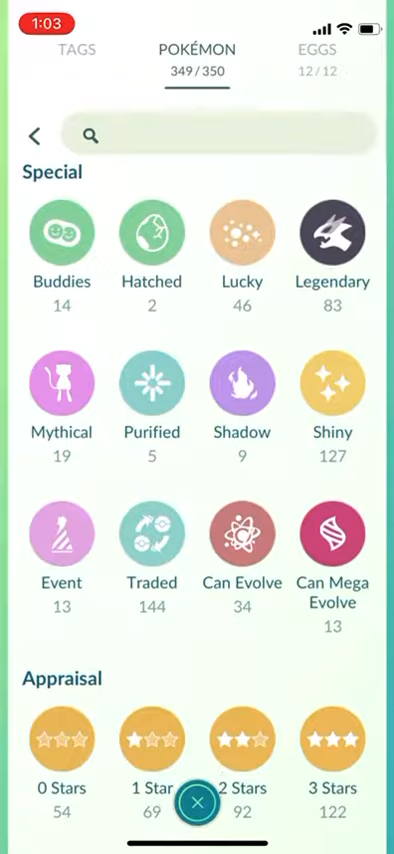 1:03
TAGS
POKÉMON
EGGS
349/350
12/12
Special
Buddies
Hatched
Lucky
Legendary
14
2
46
83
Mythical
Purified
Shadow
Shiny
19
5
9
127
Event
Traded
Can Evolve
Can Mega
Evolve
13
144
34
13
Appraisal
0 Stars
1 Star
2 Stars
3 Stars
54
69
92
122